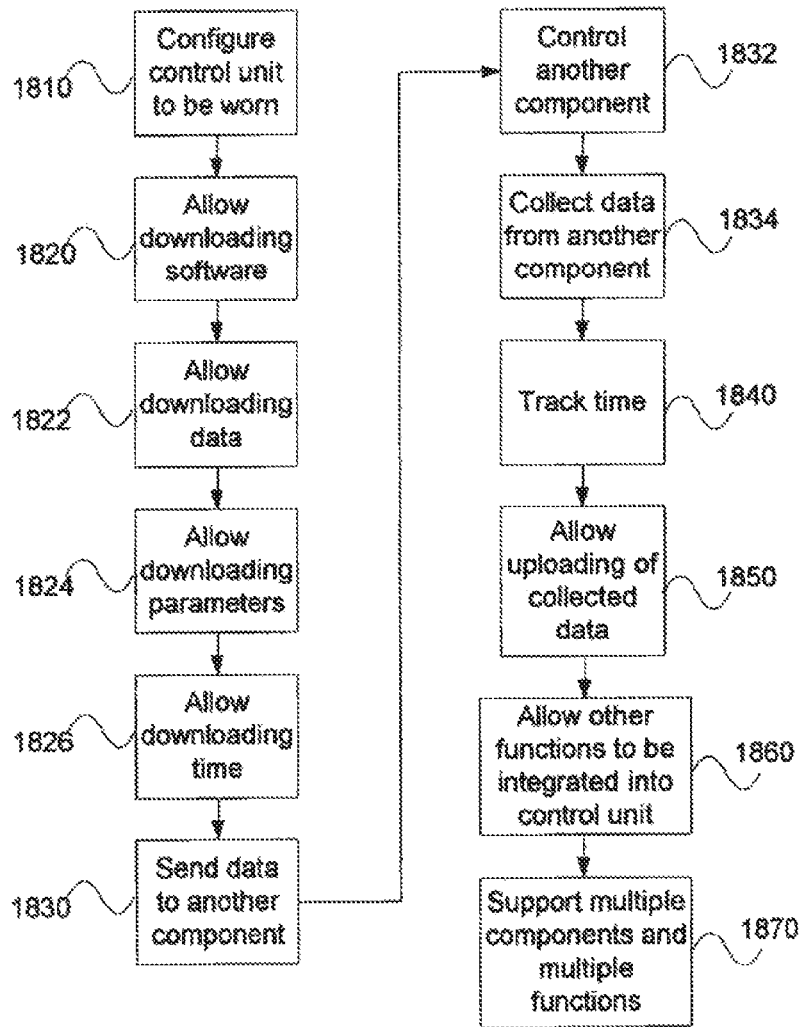 1810
Configure
control unit
to be worn
1820
Allow
downloading
software
1822
Allow
downloading
data
1824
Allow
downloading
parameters
1826
Allow
downloading
time
1830
Send data
to another
component
Control
another
component
1832
Collect data
from another
component
1834
Track time
1840
Allow
uploading of
collected
data
1850
Allow other
functions to be
integrated into
control unit
1860
Support multiple
components and
multiple
functions
1870